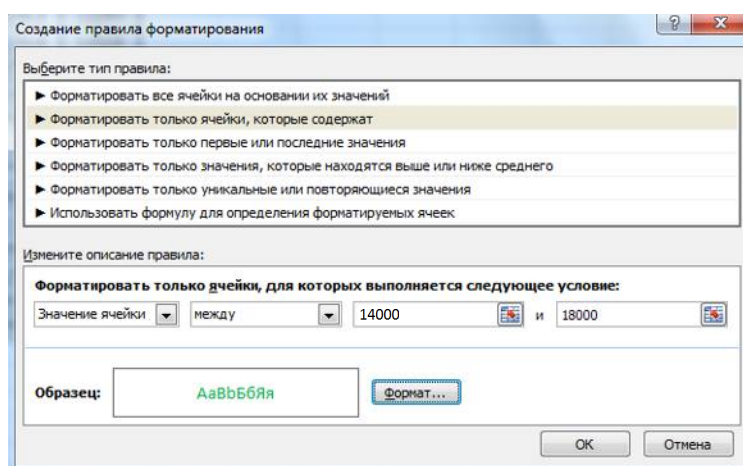 Создание правила форматирования
Выберите тип правила:
► Форматировать все ячейки на основании их значений
► Форматировать только ячейки, которые содержат
► Форматировать только первые или последние значения
► Форматировать только значения, которые находятся выше или ниже среднего
► Форматировать только уникальные или повторяющиеся значения
► Использовать формулу для определения форматируемых ячеек
Измените описание правила:
Форматировать только ячейки, для которых выполняется следующее условие:
Значение ячейки между 14000 и 18000
Образец: АаВbБбЯя Формат...
ОК Отмена